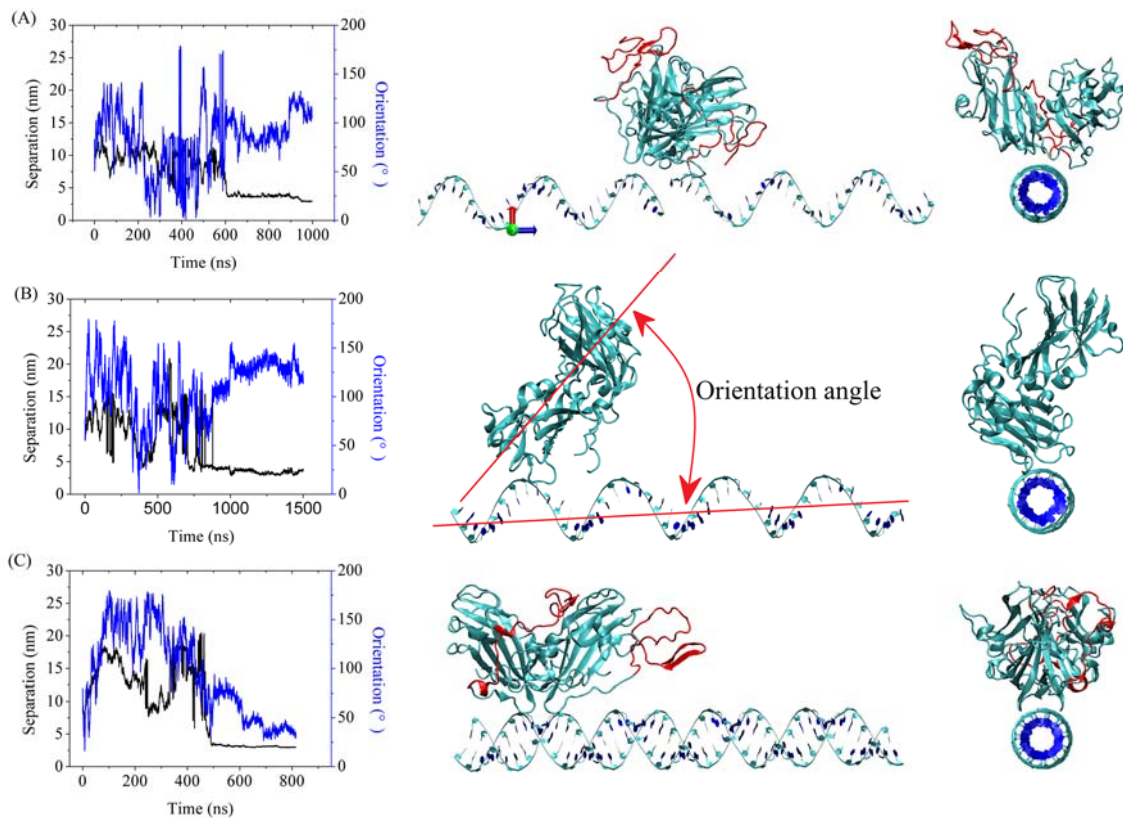 (A)
30
25
20
15
10
5
0
200
150
100
50
0
0 200 400 600 800 1000
Separation (nm)
Orientation (° )
Time (ns)
(B)
30
25
20
15
10
5
0
200
150
100
50
0
0 500 1000 1500
Separation (nm)
Orientation (° )
Time (ns)
Orientation angle
(C)
30
25
20
15
10
5
0
200
150
100
50
0
0 200 400 600 800
Separation (nm)
Orientation (° )
Time (ns)